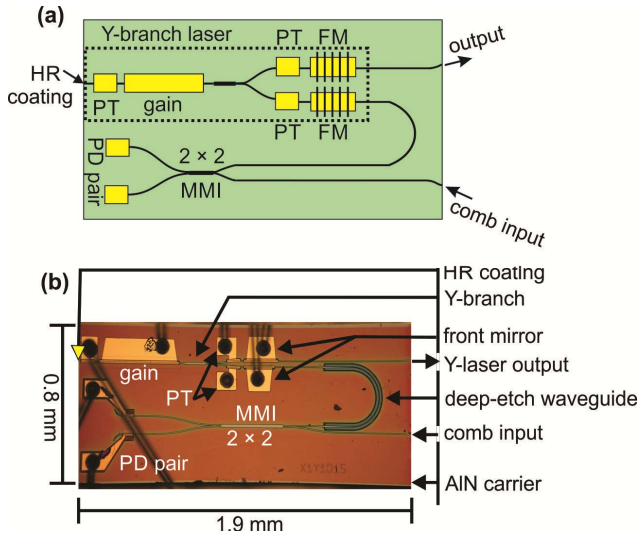 (a)
Y-branch laser
PT
FM
output
HR
coating
PT
gain
PT
FM
PD pair
2 × 2
MMI
comb input
(b)
HR coating
Y-branch
front mirror
gain
Y-laser output
PT
deep-etch waveguide
MMI
2 × 2
comb input
PD pair
X1Y1D15
AlN carrier
0.8 mm
1.9 mm